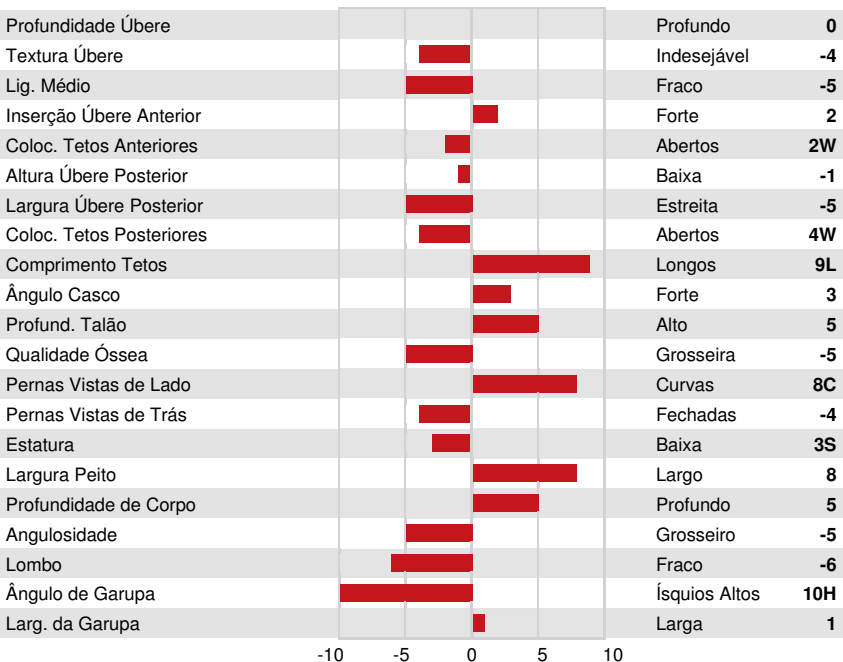 Profundidade Úbere Profundo 0
Textura Úbere Indesejável -4
Lig. Médio Fraco -5
Inserção Úbere Anterior Forte 2
Coloc. Tetos Anteriores Abertos 2W
Altura Úbere Posterior Baixa -1
Largura Úbere Posterior Estreita -5
Coloc. Tetos Posteriores Abertos 4W
Comprimento Tetos Longos 9L
Ângulo Casco Forte 3
Profund. Talão Alto 5
Qualidade Óssea Grosseira -5
Pernas Vistas de Lado Curvas 8C
Pernas Vistas de Trás Fechadas -4
Estatura Baixa 3S
Largura Peito Largo 8
Profundidade de Corpo Profundo 5
Angulosidade Grosseiro -5
Lombo Fraco -6
Ângulo de Garupa Ísquios Altos 10H
Larg. da Garupa Larga 1
-10 -5 0 5 10